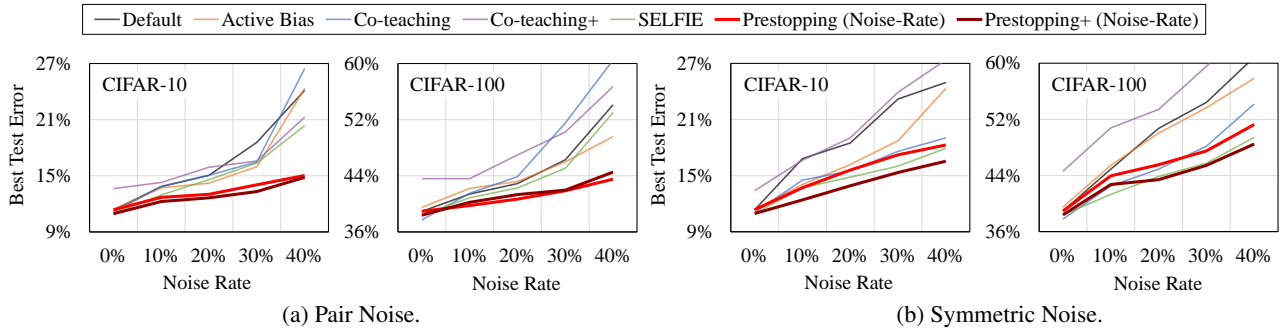 Default Active Bias Co-teaching Co-teaching+ SELFIE Prestopping (Noise-Rate) Prestopping+ (Noise-Rate)
Best Test Error
27%
21%
15%
9%
CIFAR-10
0% 10% 20% 30% 40%
Noise Rate
60%
52%
44%
36%
CIFAR-100
0% 10% 20% 30% 40%
Noise Rate
(a) Pair Noise.
Best Test Error
27%
21%
15%
9%
CIFAR-10
0% 10% 20% 30% 40%
Noise Rate
60%
52%
44%
36%
CIFAR-100
0% 10% 20% 30% 40%
Noise Rate
(b) Symmetric Noise.